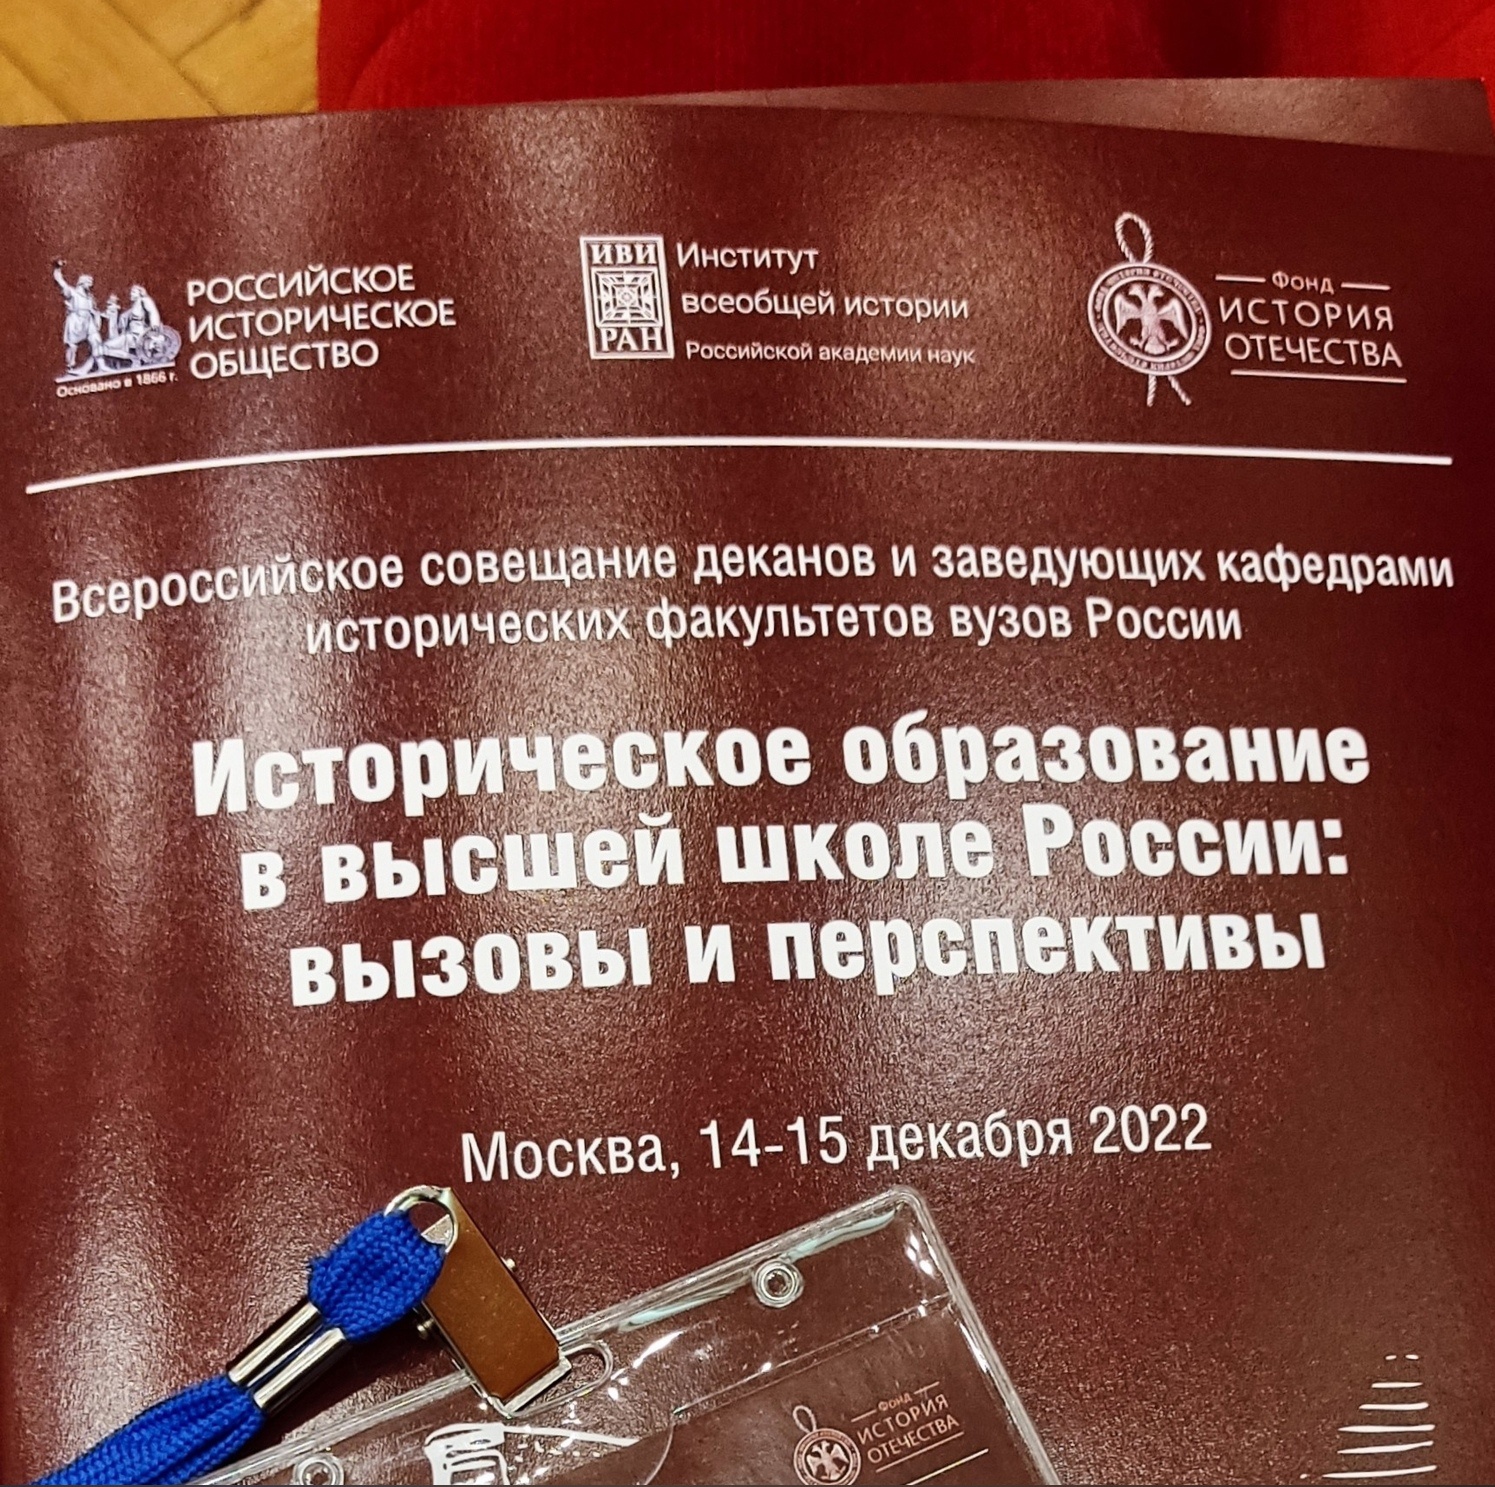 РОССИЙСКОЕ
ИСТОРИЧЕСКОЕ
ОБЩЕСТВО
Основано в 1866 г.
ИВИ
РАН
Институт
всеобщей истории
Российской академии наук
Фонд
ИСТОРИЯ
ОТЕЧЕСТВА
Всероссийское совещание деканов и заведующих кафедрами
исторических факультетов вузов России
Историческое образование
в высшей школе России:
вызовы и перспективы
Москва, 14-15 декабря 2022
Фонд
ИСТОРИЯ
ОТЕЧЕСТВА